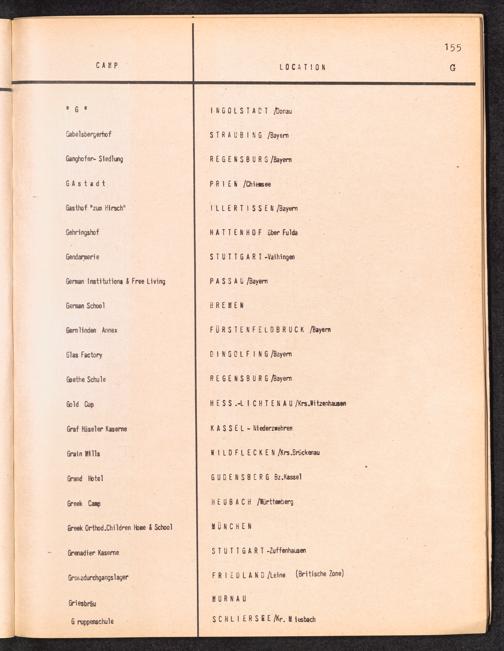 155
CAMP LOCATION G
" G " INGOLSTADT /Donau
Gabelsbergerhof STRAUBING /Bayern
Ganghofer- Siedlung REGENSBURG/Bayern
GAstadt PRIEN /Chiemsee
Gasthof "zum Hirsch" ILLERTISSEN/Bayern
Gehringshof HATTENHOF über Fulda
Gendarmerie STUTTGART-Vaihingen
German Institutions & Free Living PASSAU/Bayern
German School BREMEN
Gernlinden Annex FÜRSTENFELDBRUCK /Bayern
Glas Factory DINGOLFING/Bayern
Goethe Schule REGENSBURG/Bayern
Gold Cup HESS.-LICHTENAU/Krs.Witzenhausen
Graf Häseler Kaserne KASSEL- Niederzwehren
Grain Mills WILDFLECKEN/Krs.Brückenau
Grand Hotel GUDENSBERG Bz.Kassel
Greek Camp HEUBACH /Württemberg
Greek Orthod.Children Home & School MÜNCHEN
Grenadier Kaserne STUTTGART-Zuffenhausen
Grenzdurchgangslager FRIEDLAND/Leine (Britische Zone)
Griesbräu MURNAU
Gruppenschule SCHLIERSEE/Kr. Miesbach